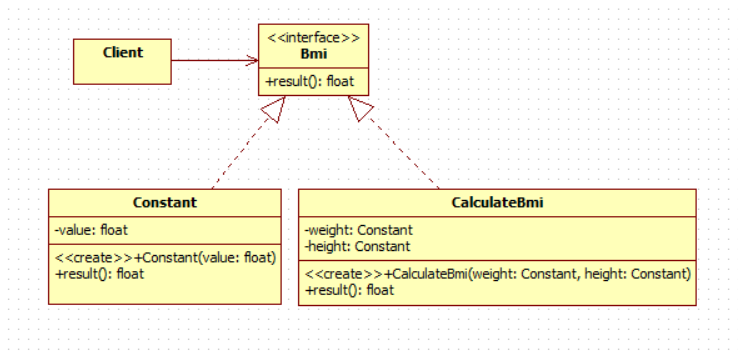 Client
<<interface>>
Bmi
+result(): float
Constant
-value: float
<<create>>+Constant(value: float)
+result(): float
CalculateBmi
-weight: Constant
-height: Constant
<<create>>+CalculateBmi(weight: Constant, height: Constant)
+result(): float